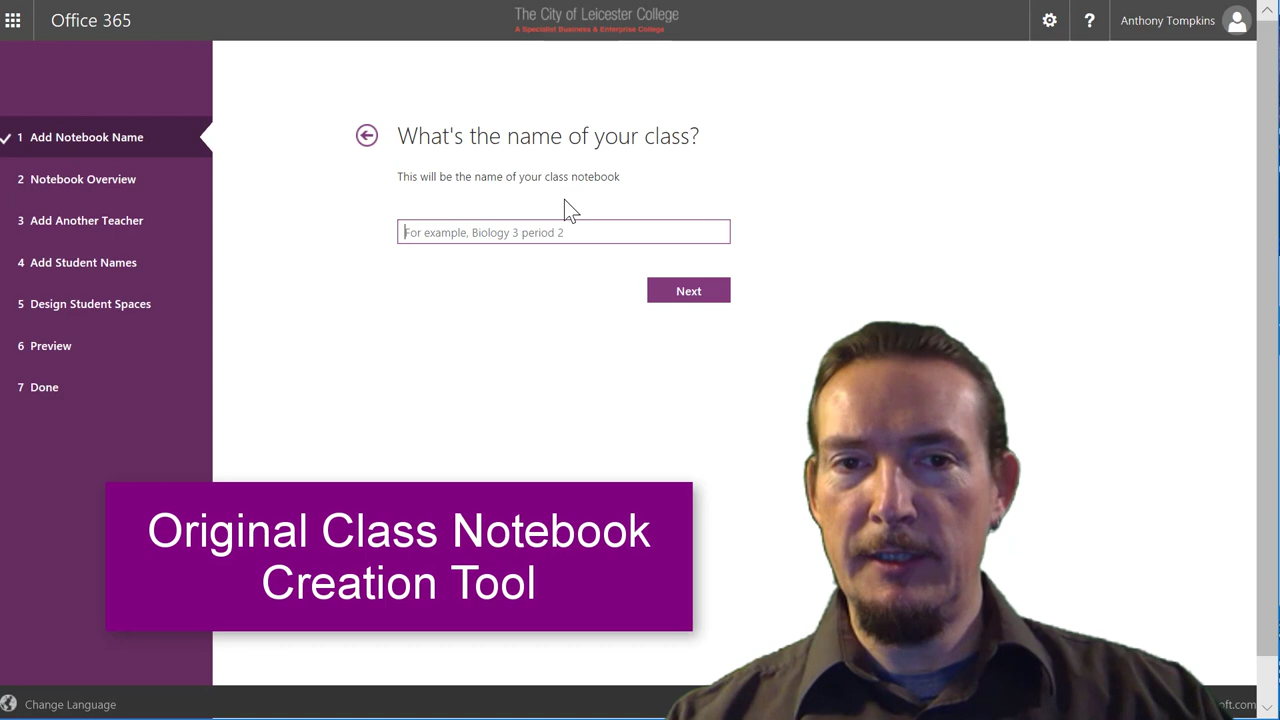 Office 365
The City of Leicester College
A Specialist Business & Enterprise College
?
Anthony Tompkins
1 Add Notebook Name
2 Notebook Overview
3 Add Another Teacher
4 Add Student Names
5 Design Student Spaces
6 Preview
7 Done
What's the name of your class?
This will be the name of your class notebook
For example, Biology 3 period 2
Next
Original Class Notebook
Creation Tool
Change Language
oft.com